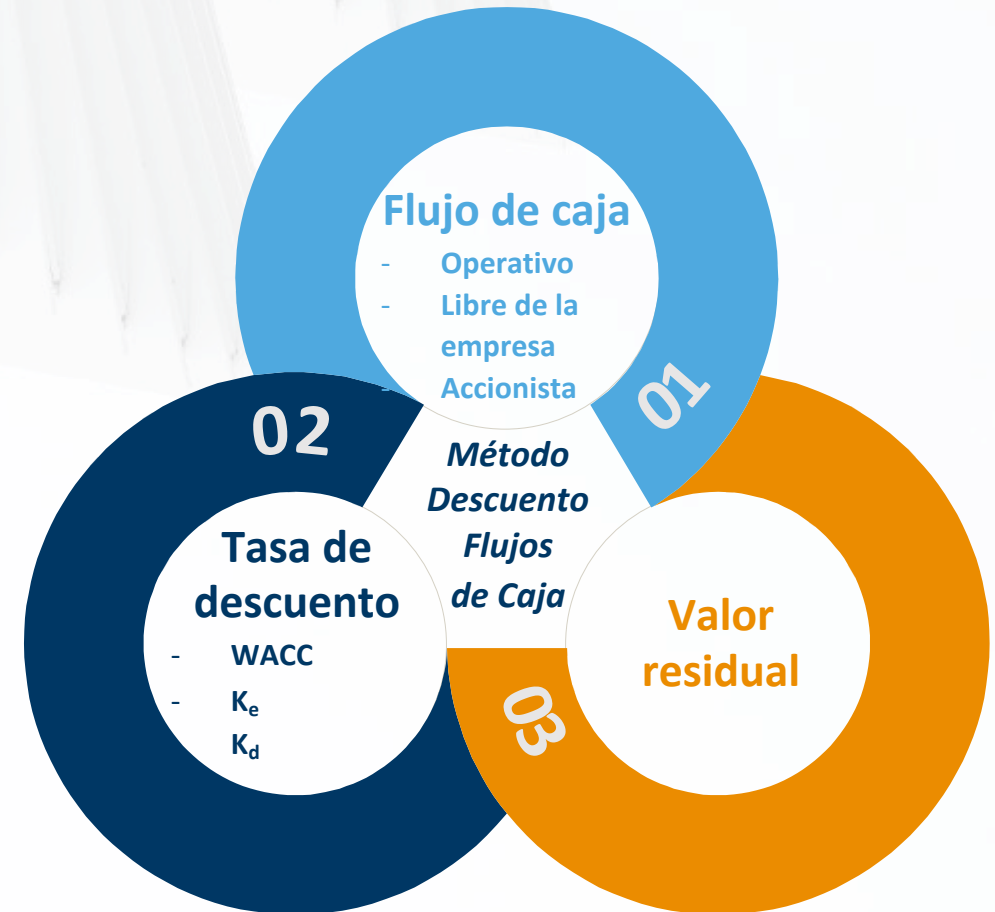 Flujo de caja
- Operativo
- Libre de la
empresa
- Accionista
01
02
Método
Descuento
Flujos
de Caja
Tasa de
descuento
- WACC
- Ke
Kd
Valor
residual
03